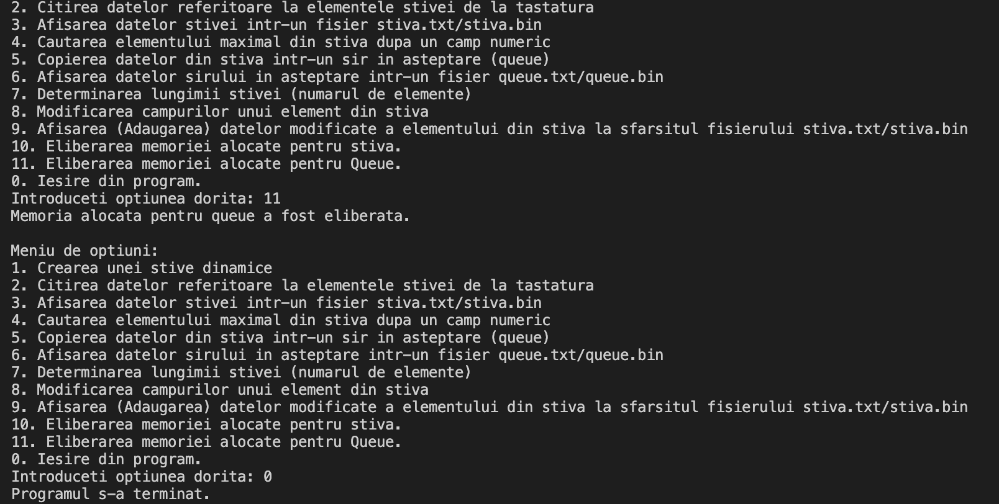 2. Citirea datelor referitoare la elementele stivei de la tastatura
3. Afisarea datelor stivei intr-un fisier stiva.txt/stiva.bin
4. Cautarea elementului maximal din stiva dupa un camp numeric
5. Copierea datelor din stiva intr-un sir in asteptare (queue)
6. Afisarea datelor sirului in asteptare intr-un fisier queue.txt/queue.bin
7. Determinarea lungimii stivei (numarul de elemente)
8. Modificarea campurilor unui element din stiva
9. Afisarea (Adaugarea) datelor modificate a elementului din stiva la sfarsitul fisierului stiva.txt/stiva.bin
10. Eliberarea memoriei alocate pentru stiva.
11. Eliberarea memoriei alocate pentru Queue.
0. Iesire din program.
Introduceti optiunea dorita: 11
Memoria alocata pentru queue a fost eliberata.

Meniu de optiuni:
1. Crearea unei stive dinamice
2. Citirea datelor referitoare la elementele stivei de la tastatura
3. Afisarea datelor stivei intr-un fisier stiva.txt/stiva.bin
4. Cautarea elementului maximal din stiva dupa un camp numeric
5. Copierea datelor din stiva intr-un sir in asteptare (queue)
6. Afisarea datelor sirului in asteptare intr-un fisier queue.txt/queue.bin
7. Determinarea lungimii stivei (numarul de elemente)
8. Modificarea campurilor unui element din stiva
9. Afisarea (Adaugarea) datelor modificate a elementului din stiva la sfarsitul fisierului stiva.txt/stiva.bin
10. Eliberarea memoriei alocate pentru stiva.
11. Eliberarea memoriei alocate pentru Queue.
0. Iesire din program.
Introduceti optiunea dorita: 0
Programul s-a terminat.